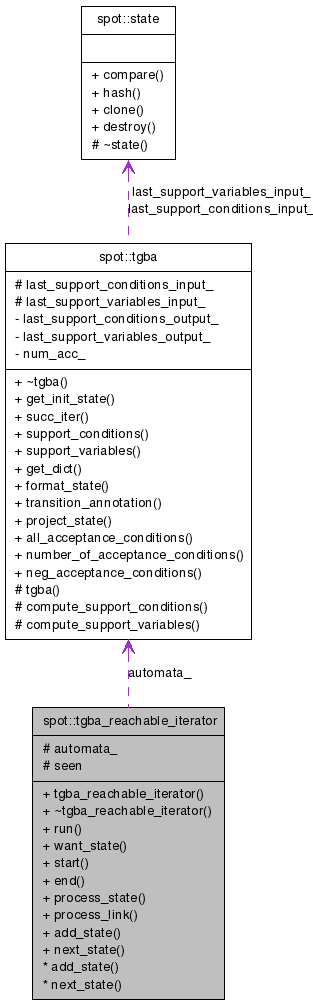 spot::state
+ compare()
+ hash()
+ clone()
+ destroy()
# ~state()
last_support_variables_input_
last_support_conditions_input_
spot::tgba
# last_support_conditions_input_
# last_support_variables_input_
- last_support_conditions_output_
- last_support_variables_output_
- num_acc_
+ ~tgba()
+ get_init_state()
+ succ_iter()
+ support_conditions()
+ support_variables()
+ get_dict()
+ format_state()
+ transition_annotation()
+ project_state()
+ all_acceptance_conditions()
+ number_of_acceptance_conditions()
+ neg_acceptance_conditions()
# tgba()
# compute_support_conditions()
# compute_support_variables()
automata_
spot::tgba_reachable_iterator
# automata_
# seen
+ tgba_reachable_iterator()
+ ~tgba_reachable_iterator()
+ run()
+ want_state()
+ start()
+ end()
+ process_state()
+ process_link()
+ add_state()
+ next_state()
* add_state()
* next_state()